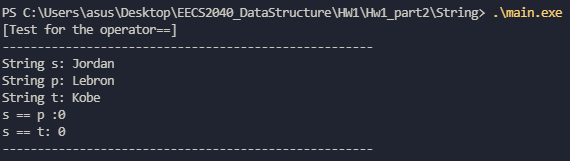 PS C:\Users\asus\Desktop\EECS2040_DataStructure\HW1\Hw1_part2\String> .\main.exe
[Test for the operator==]
---------------------------------------------------
String s: Jordan
String p: Lebron
String t: Kobe
s == p :0
s == t: 0
---------------------------------------------------